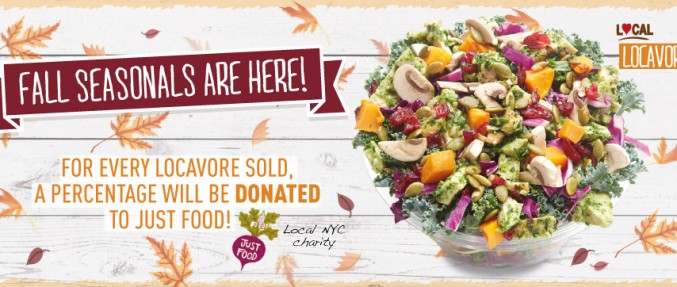 FALL SEASONALS ARE HERE!
FOR EVERY LOCAVORE SOLD,
A PERCENTAGE WILL BE DONATED
TO JUST FOOD!
JUST
FOOD
Local NYC
charity
LOCAL
LOCAVOR